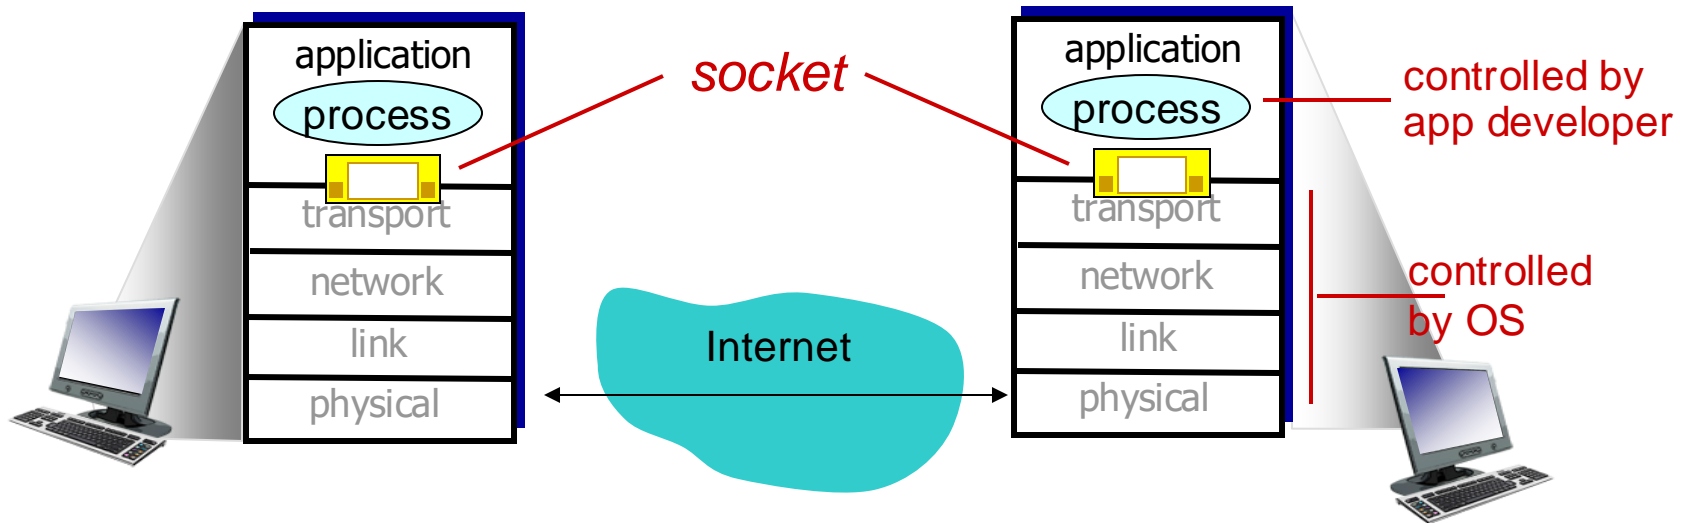 application
process
transport
network
link
physical
socket
Internet
application
process
transport
network
link
physical
controlled by
app developer
controlled
by OS